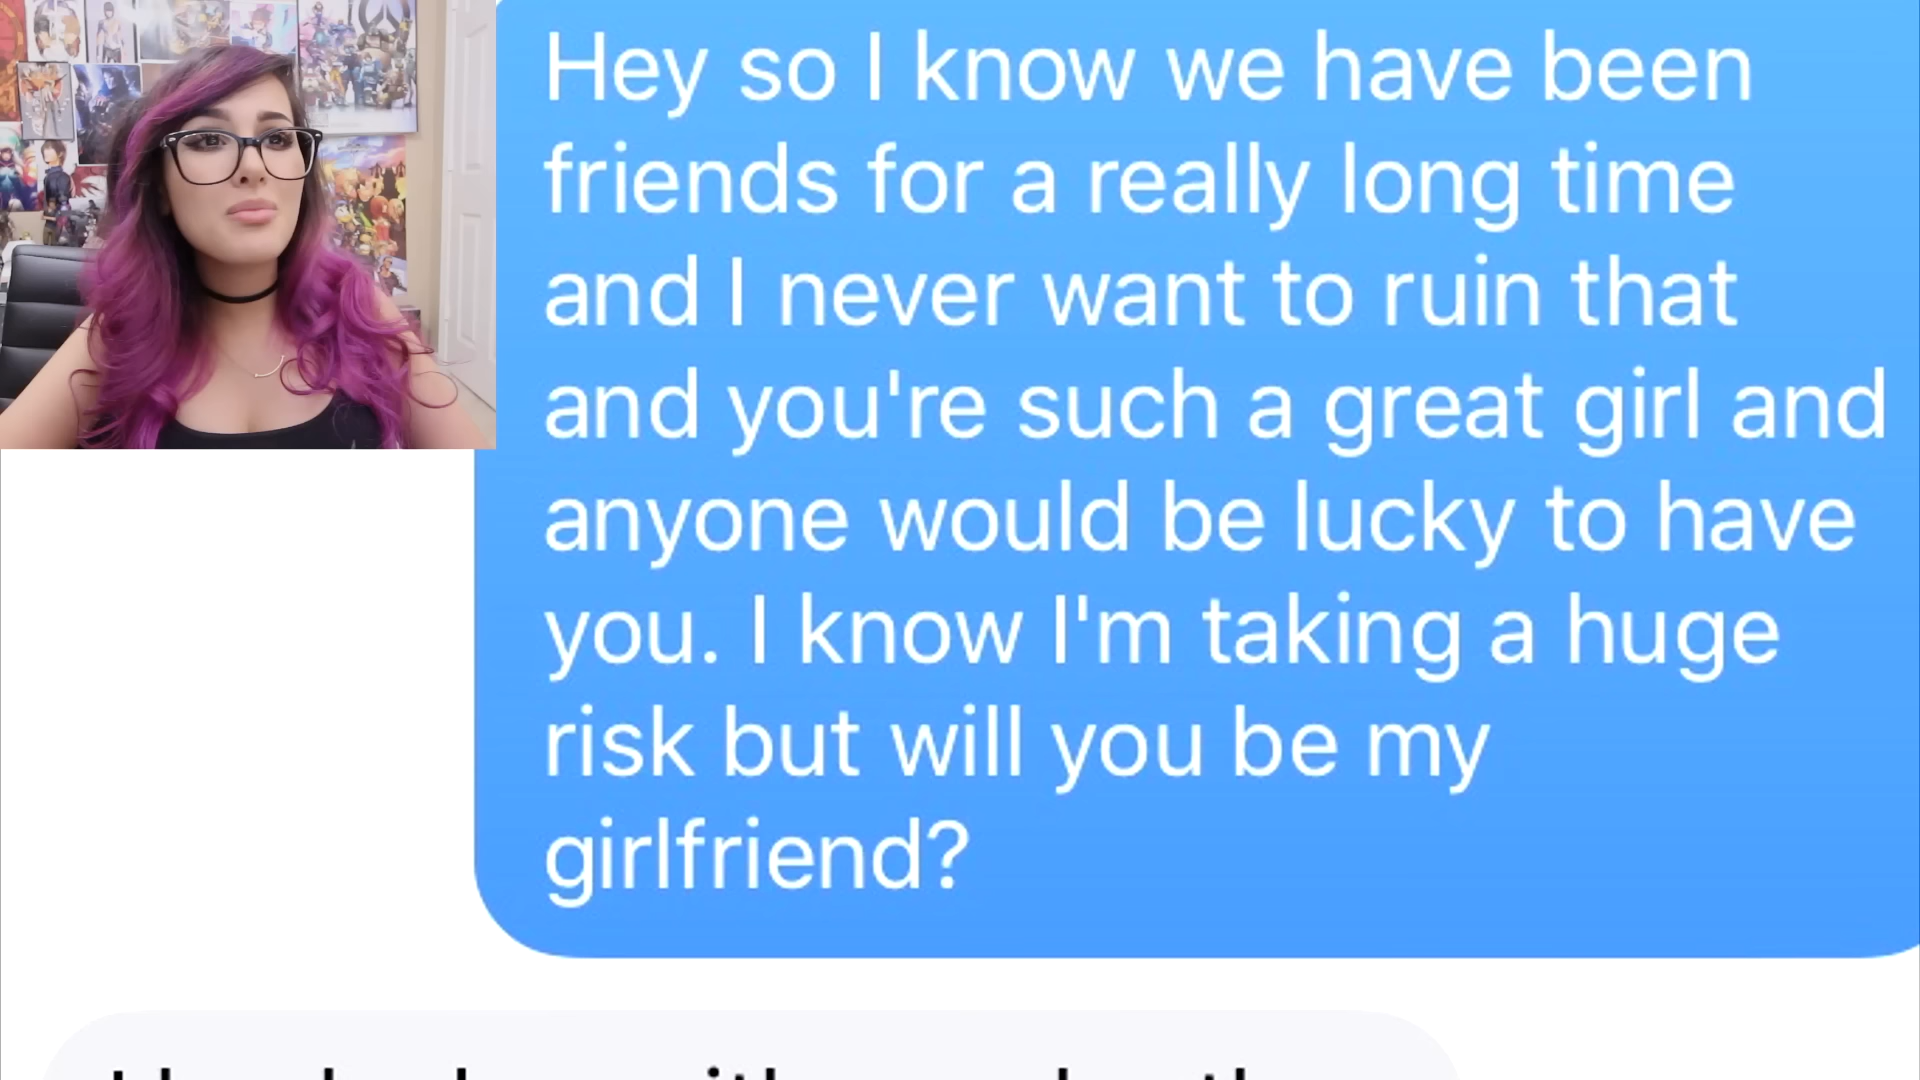 Hey so I know we have been
friends for a really long time
and I never want to ruin that
and you're such a great girl and
anyone would be lucky to have
you. I know I'm taking a huge
risk but will you be my
girlfriend?